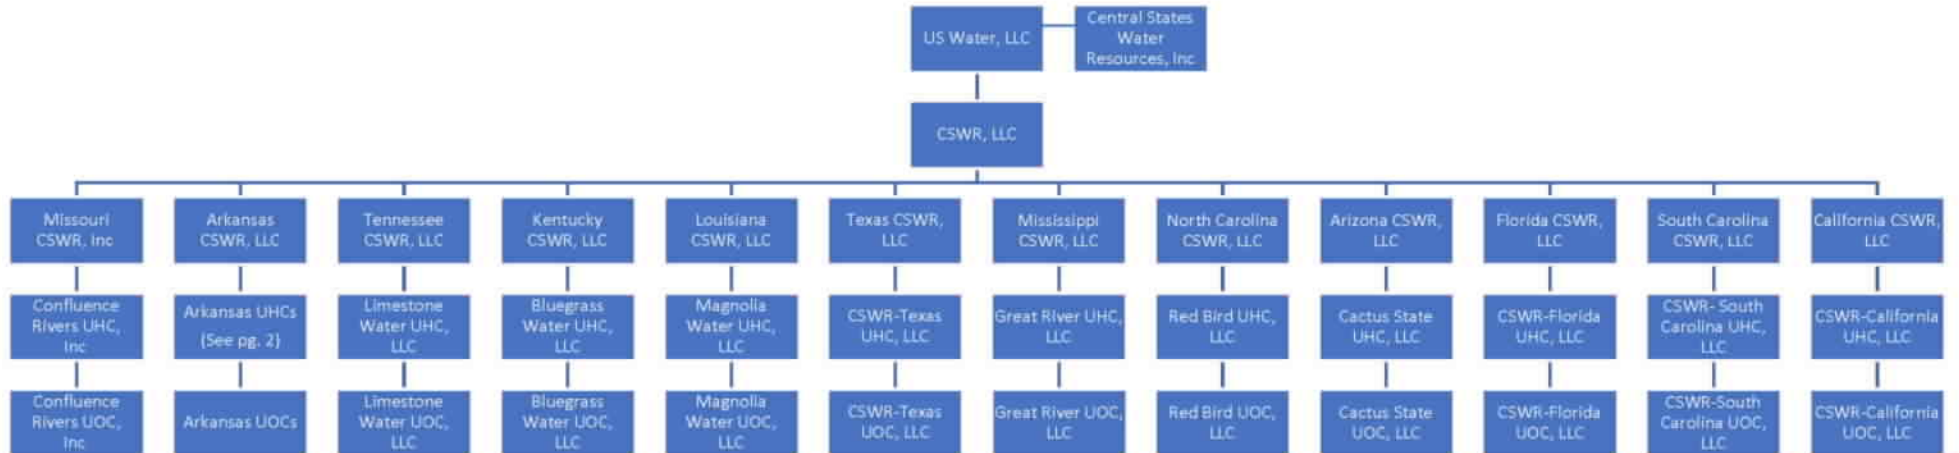 US Water, LLC
Central States
Water
Resources, Inc
CSWR, LLC
Missouri
CSWR, Inc
Arkansas
CSWR, LLC
Tennessee
CSWR, LLC
Kentucky
CSWR, LLC
Louisiana
CSWR, LLC
Texas CSWR,
LLC
Mississippi
CSWR, LLC
North Carolina
CSWR, LLC
Arizona CSWR,
LLC
Florida CSWR,
LLC
South Carolina
CSWR, LLC
California CSWR,
LLC
Confluence
Rivers UHC,
Inc
Arkansas UHCs
(See pg. 2)
Limestone
Water UHC,
LLC
Bluegrass
Water UHC,
LLC
Magnolia
Water UHC,
LLC
CSWR-Texas
UHC, LLC
Great River UHC,
LLC
Red Bird UHC,
LLC
Cactus State
UHC, LLC
CSWR-Florida
UHC, LLC
CSWR- South
Carolina UHC,
LLC
CSWR-California
UHC, LLC
Confluence
Rivers UOC,
Inc
Arkansas UOCs
Limestone
Water UOC,
LLC
Bluegrass
Water UOC,
LLC
Magnolia
Water UOC,
LLC
CSWR-Texas
UOC, LLC
Great River UOC,
LLC
Red Bird UOC,
LLC
Cactus State
UOC, LLC
CSWR-Florida
UOC, LLC
CSWR-South
Carolina UOC,
LLC
CSWR-California
UOC, LLC